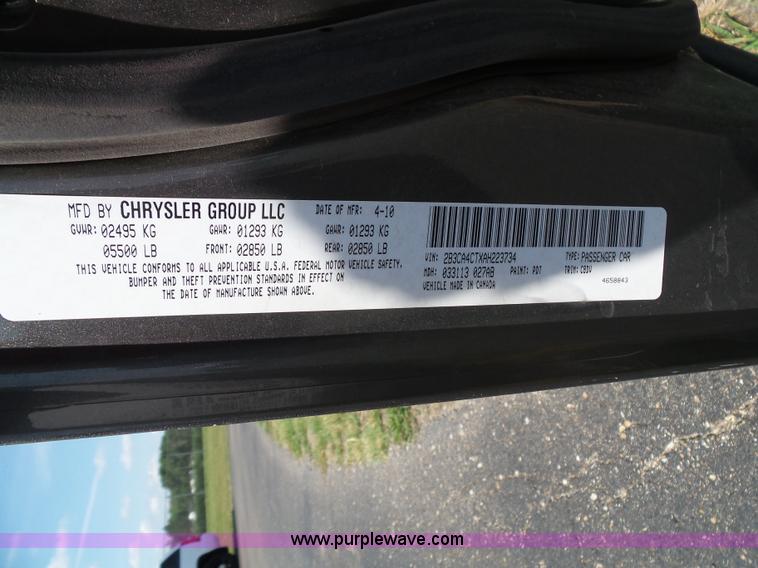 MFD BY CHRYSLER GROUP LLC DATE OF MFR: 4-10
GVWR: 02495 KG GAWR: 01293 KG GAWR: 01293 KG
05500 LB FRONT: 02850 LB REAR: 02850 LB
THIS VEHICLE CONFORMS TO ALL APPLICABLE U.S.A. FEDERAL MOTOR VEHICLE SAFETY,
BUMPER AND THEFT PREVENTION STANDARDS IN EFFECT ON
THE DATE OF MANUFACTURE SHOWN ABOVE.
VIN: 2B3CA4CTXAH223734 TYPE: PASSENGER CAR
MDH: 033113 027AB PAINT: PDT TRIM: CBDV
VEHICLE MADE IN CANADA 4658843
www.purplewave.com